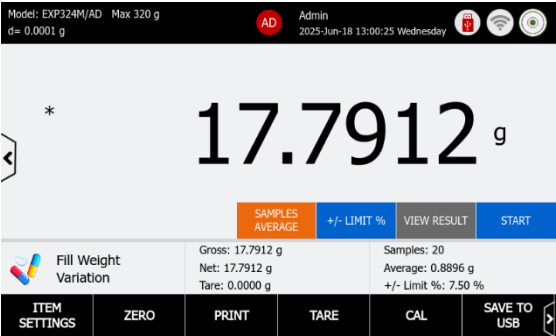 Model: EXP324M/AD Max 320 g
d= 0.0001 g
AD
Admin
2025-Jun-18 13:00:25 Wednesday
*
17.7912 g
SAMPLES
AVERAGE
+/- LIMIT %
VIEW RESULT
START
Fill Weight
Variation
Gross: 17.7912 g
Net: 17.7912 g
Tare: 0.0000 g
Samples: 20
Average: 0.8896 g
+/- Limit %: 7.50 %
ITEM
SETTINGS
ZERO
PRINT
TARE
CAL
SAVE TO
USB